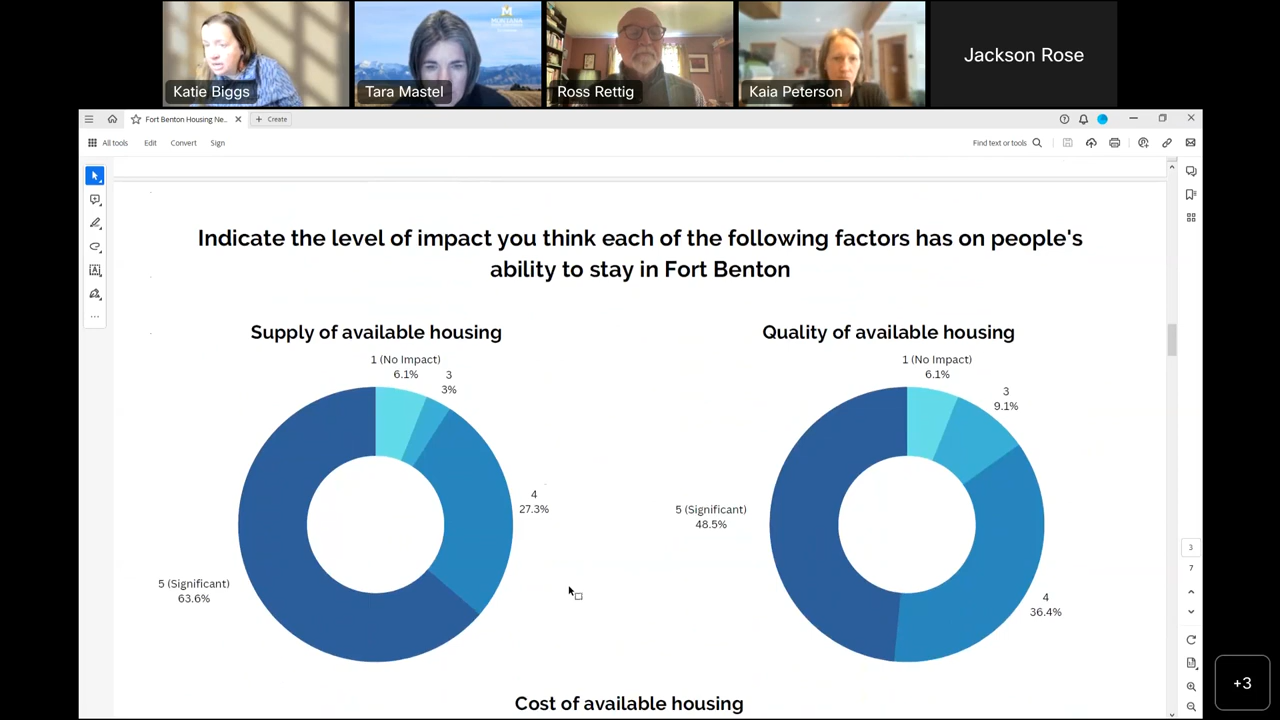 MONTANA
Katie Biggs
Tara Mastel
Ross Rettig
Kaia Peterson
Jackson Rose
Fort Benton Housing Ne..
Create
All tools
Edit
Convert
Sign
Find text or tools
Indicate the level of impact you think each of the following factors has on people's
ability to stay in Fort Benton
Supply of available housing
1 (No Impact)
6.1%
3
3%
4
27.3%
5 (Significant)
63.6%
Quality of available housing
1 (No Impact)
6.1%
3
9.1%
5 (Significant)
48.5%
4
36.4%
Cost of available housing
3
7
+3